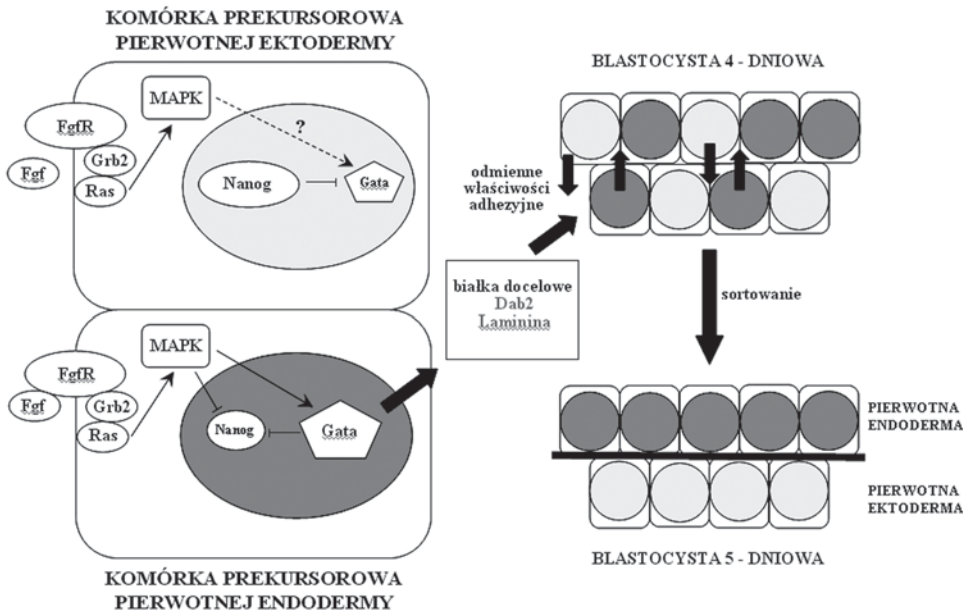 KOMÓRKA PREKURSOROWA
PIERWOTNEJ EKTODERMY
MAPK
FgfR
Grb2
Fgf
Ras
?
Nanog
Gata
MAPK
FgfR
Fgf
Grb2
Ras
Nanog
Gata
KOMÓRKA PREKURSOROWA
PIERWOTNEJ ENDODERMY
białka docelowe
Dab2
Laminina
BLASTOCYSTA 4 - DNIOWA
odmienne
właściwości
adhezyjne
sortowanie
PIERWOTNA
ENDODERMA
PIERWOTNA
EKTODERMA
BLASTOCYSTA 5 - DNIOWA